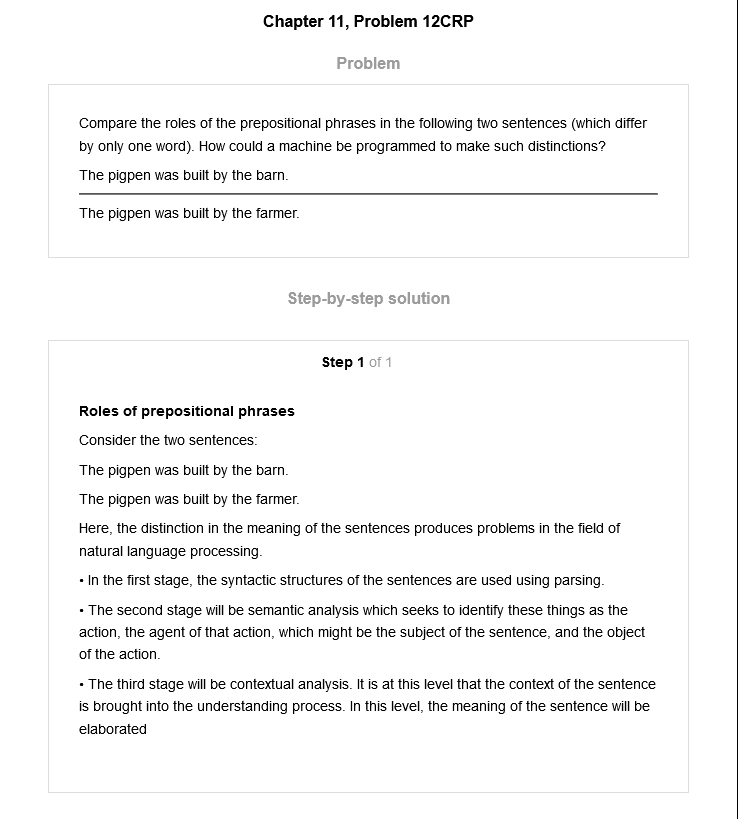 Chapter 11, Problem 12CRP
Problem
Compare the roles of the prepositional phrases in the following two sentences (which differ
by only one word). How could a machine be programmed to make such distinctions?
The pigpen was built by the barn.
The pigpen was built by the farmer.
Step-by-step solution
Step 1 of 1
Roles of prepositional phrases
Consider the two sentences:
The pigpen was built by the barn.
The pigpen was built by the farmer.
Here, the distinction in the meaning of the sentences produces problems in the field of
natural language processing.
• In the first stage, the syntactic structures of the sentences are used using parsing.
• The second stage will be semantic analysis which seeks to identify these things as the
action, the agent of that action, which might be the subject of the sentence, and the object
of the action.
• The third stage will be contextual analysis. It is at this level that the context of the sentence
is brought into the understanding process. In this level, the meaning of the sentence will be
elaborated